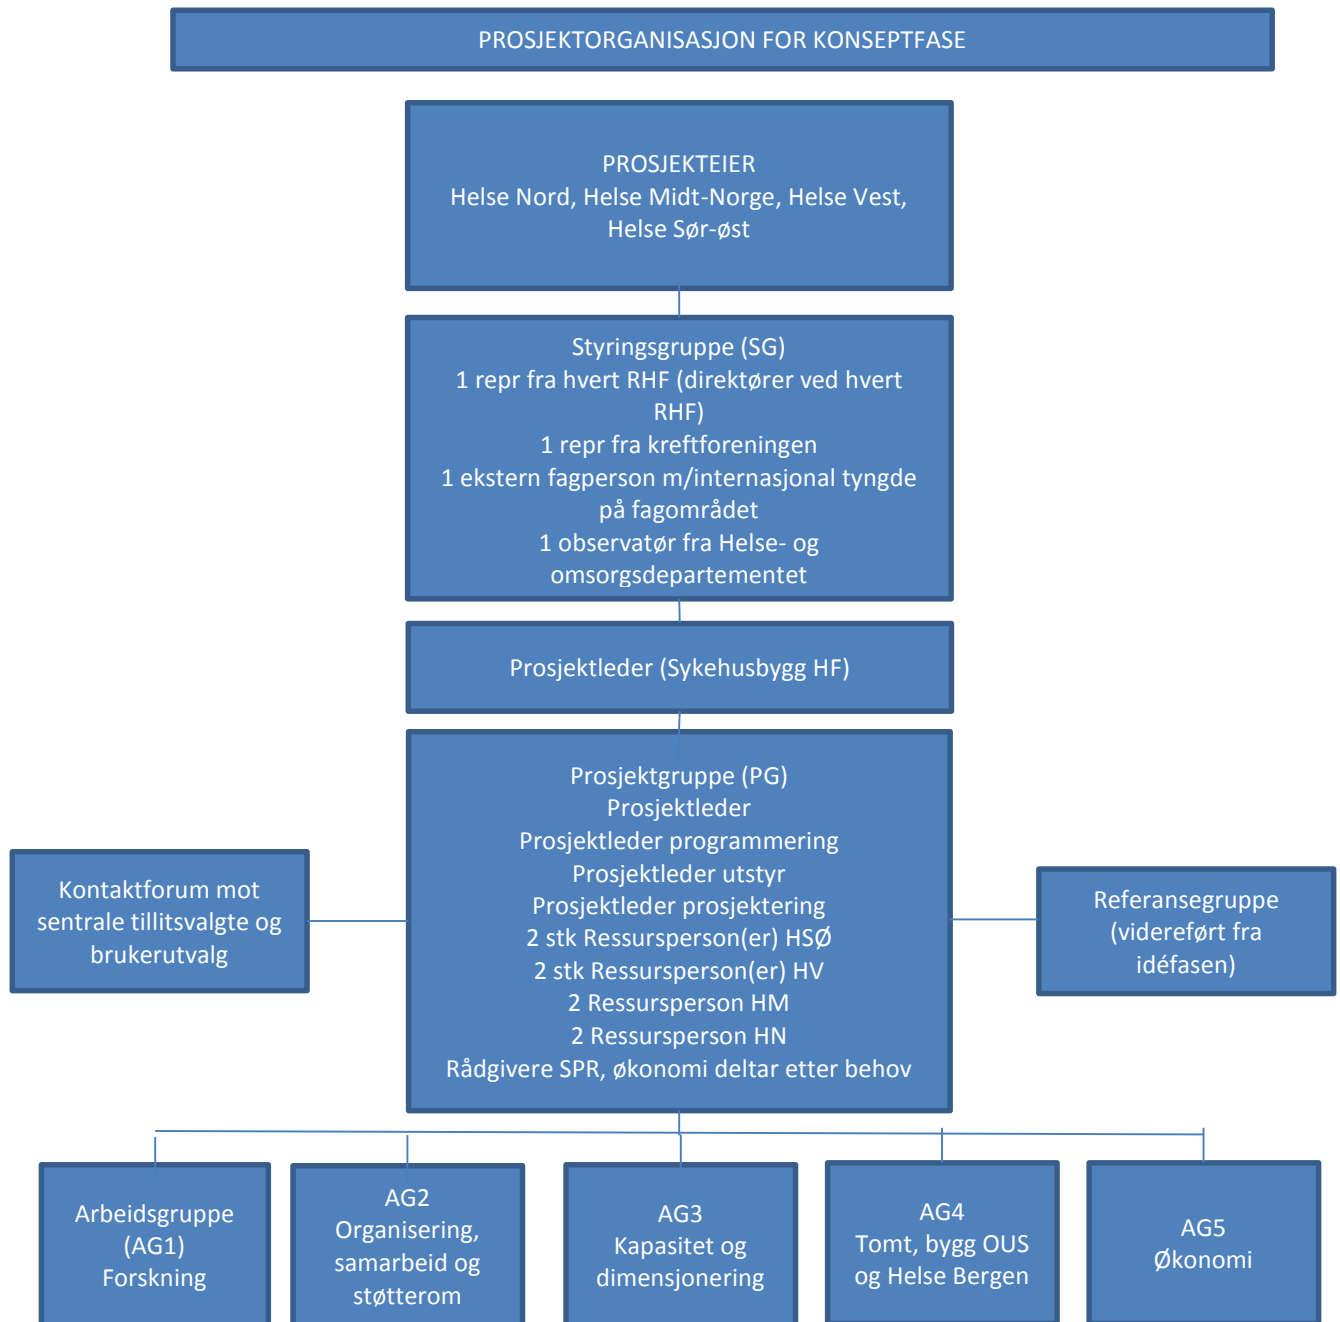 PROSJEKTORGANISASJON FOR KONSEPTFASE
PROSJEKTEIER
Helse Nord, Helse Midt-Norge, Helse Vest,
Helse Sør-øst
Styringsgruppe (SG)
1 repr fra hvert RHF (direktører ved hvert
RHF)
1 repr fra kreftforeningen
1 ekstern fagperson m/internasjonal tyngde
på fagområdet
1 observatør fra Helse- og
omsorgsdepartementet
Prosjektleder (Sykehusbygg HF)
Prosjektgruppe (PG)
Prosjektleder
Prosjektleder programmering
Prosjektleder utstyr
Prosjektleder prosjektering
2 stk Ressursperson(er) HSØ
2 stk Ressursperson(er) HV
2 Ressursperson HM
2 Ressursperson HN
Rådgivere SPR, økonomi deltar etter behov
Kontaktforum mot
sentrale tillitsvalgte og
brukerutvalg
Referansegruppe
(videreført fra
idéfasen)
Arbeidsgruppe
(AG1)
Forskning
AG2
Organisering,
samarbeid og
støtterom
AG3
Kapasitet og
dimensjonering
AG4
Tomt, bygg OUS
og Helse Bergen
AG5
Økonomi